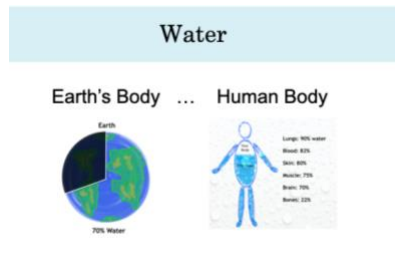 Water
Earth's Body ... Human Body
Earth
70% Water
Lungs: 90% water
Blood: 82%
Skin: 80%
Muscle: 75%
Brain: 70%
Bones: 22%